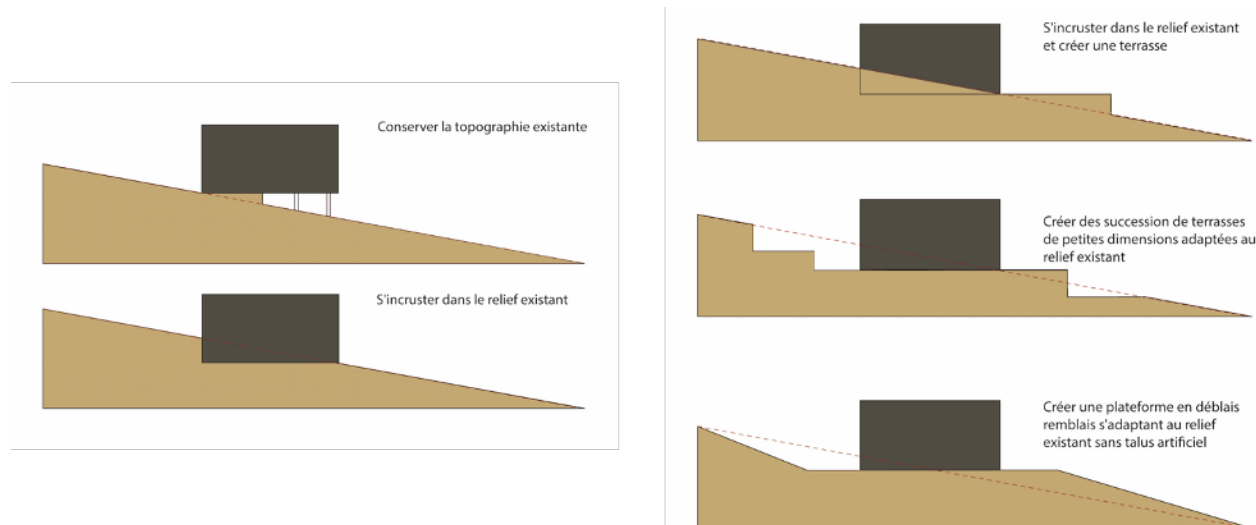 Conserver la topographie existante
S'incruster dans le relief existant
S'incruster dans le relief existant
et créer une terrasse
Créer des succession de terrasses
de petites dimensions adaptées au
relief existant
Créer une plateforme en déblais
remblais s'adaptant au relief
existant sans talus artificiel